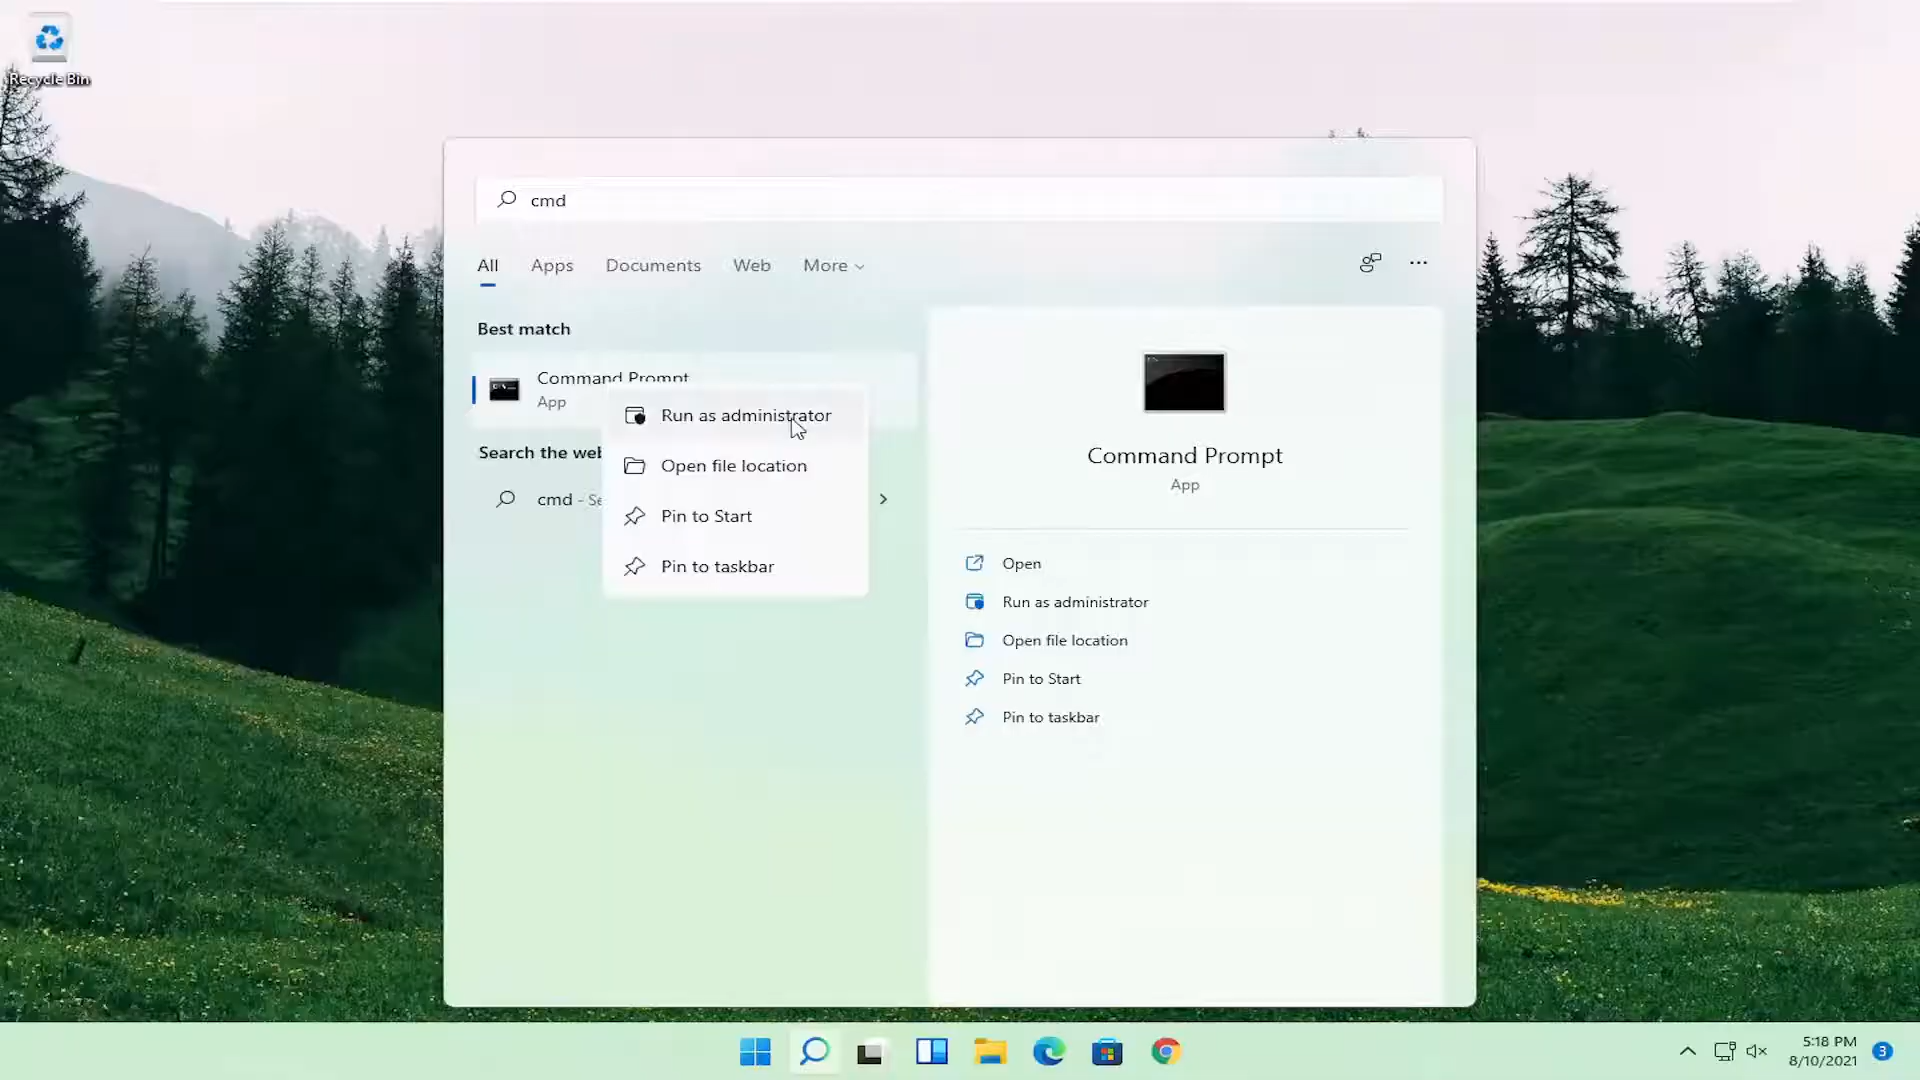 Recycle Bin
cmd
All
Apps
Documents
Web
More
Best match
Command Prompt
App
Run as administrator
Open file location
Pin to Start
Pin to taskbar
Search the web
cmd - Se
Command Prompt
App
Open
Run as administrator
Open file location
Pin to Start
Pin to taskbar
5:18 PM
8/10/2021
3